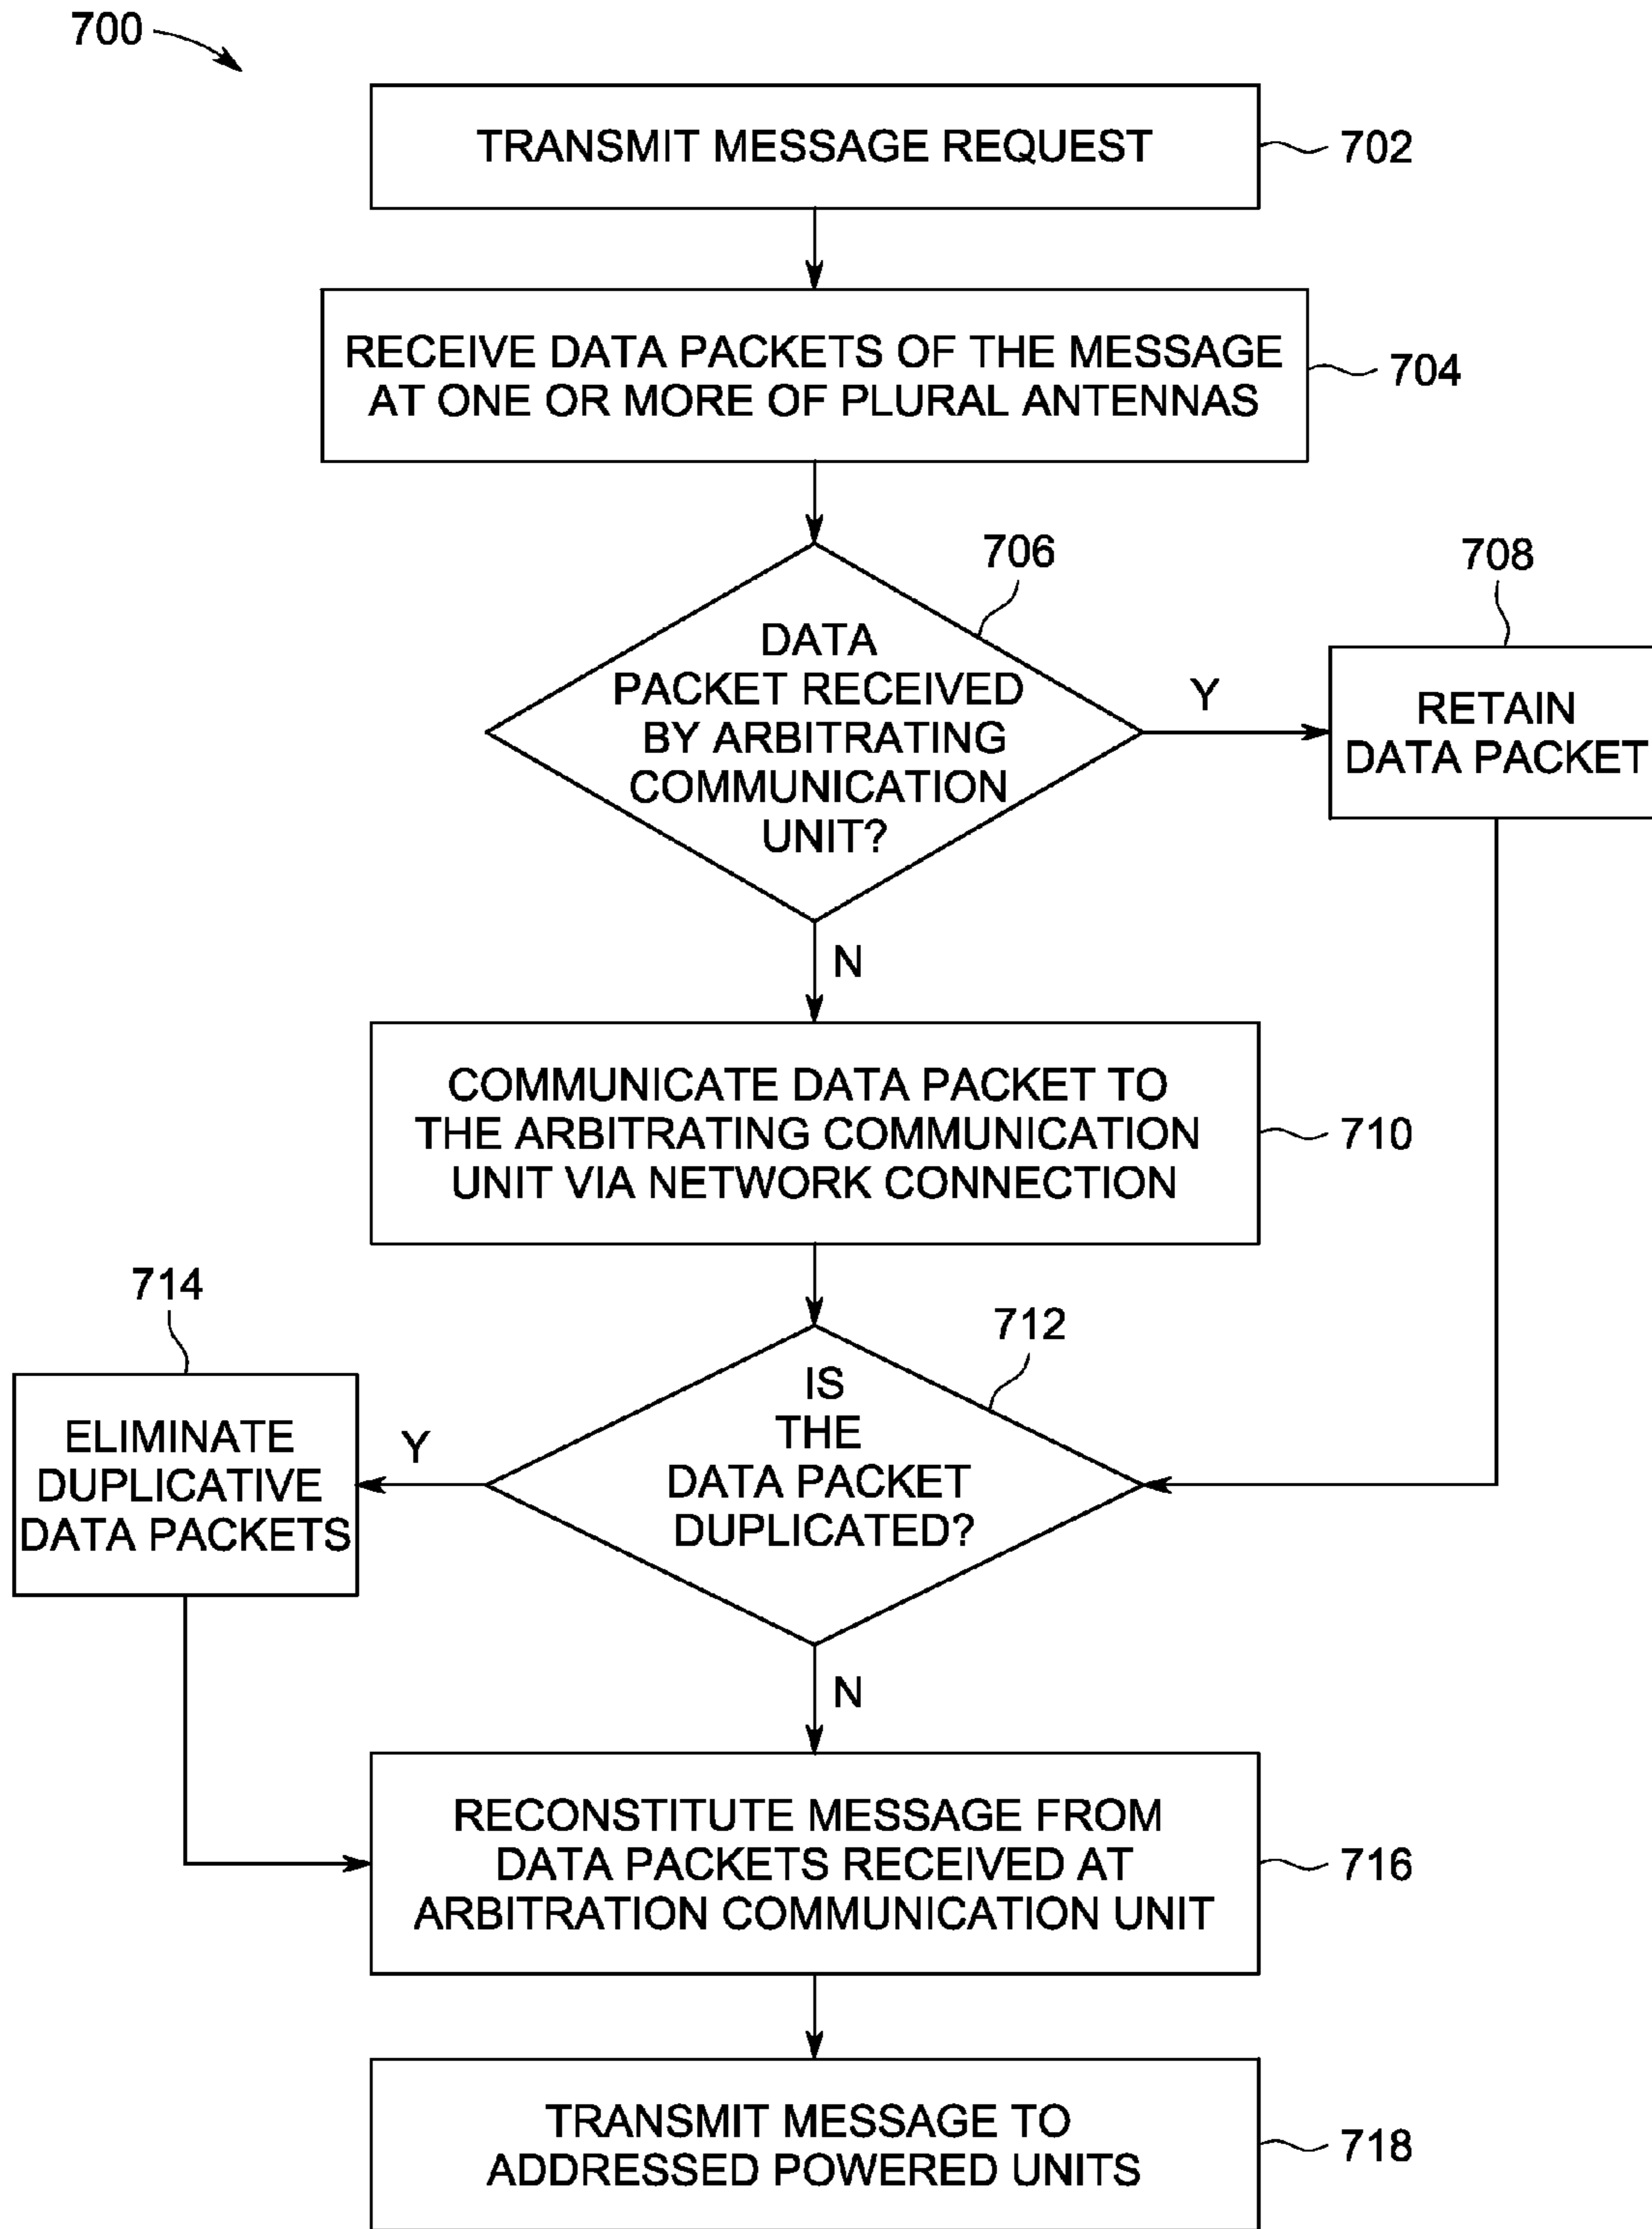 700
TRANSMIT MESSAGE REQUEST
702
RECEIVE DATA PACKETS OF THE MESSAGE
AT ONE OR MORE OF PLURAL ANTENNAS
704
706
DATA
PACKET RECEIVED
BY ARBITRATING
COMMUNICATION
UNIT?
Y
708
RETAIN
DATA PACKET
N
COMMUNICATE DATA PACKET TO
THE ARBITRATING COMMUNICATION
UNIT VIA NETWORK CONNECTION
710
712
IS
THE
DATA PACKET
DUPLICATED?
Y
714
ELIMINATE
DUPLICATIVE
DATA PACKETS
N
RECONSTITUTE MESSAGE FROM
DATA PACKETS RECEIVED AT
ARBITRATION COMMUNICATION UNIT
716
TRANSMIT MESSAGE TO
ADDRESSED POWERED UNITS
718